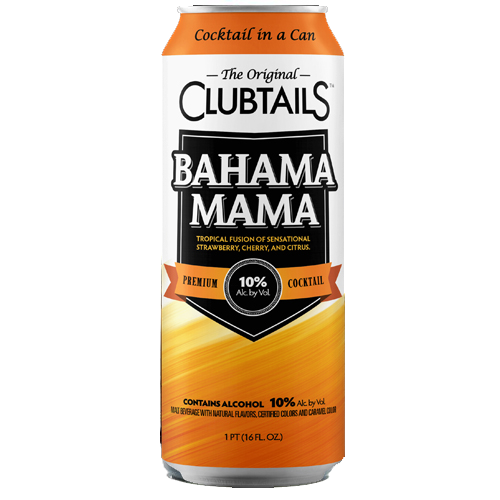 Cocktail in a Can
The Original
CLUBTAILS™
BAHAMA
MAMA
TROPICAL FUSION OF SENSATIONAL
STRAWBERRY, CHERRY, AND CITRUS.
PREMIUM 10% Alc. by Vol. COCKTAIL
CONTAINS ALCOHOL 10% Alc by Vol.
MALT BEVERAGE WITH NATURAL FLAVORS, CERTIFIED COLORS AND CARAMEL COLOR
1 PT (16 FL. OZ.)